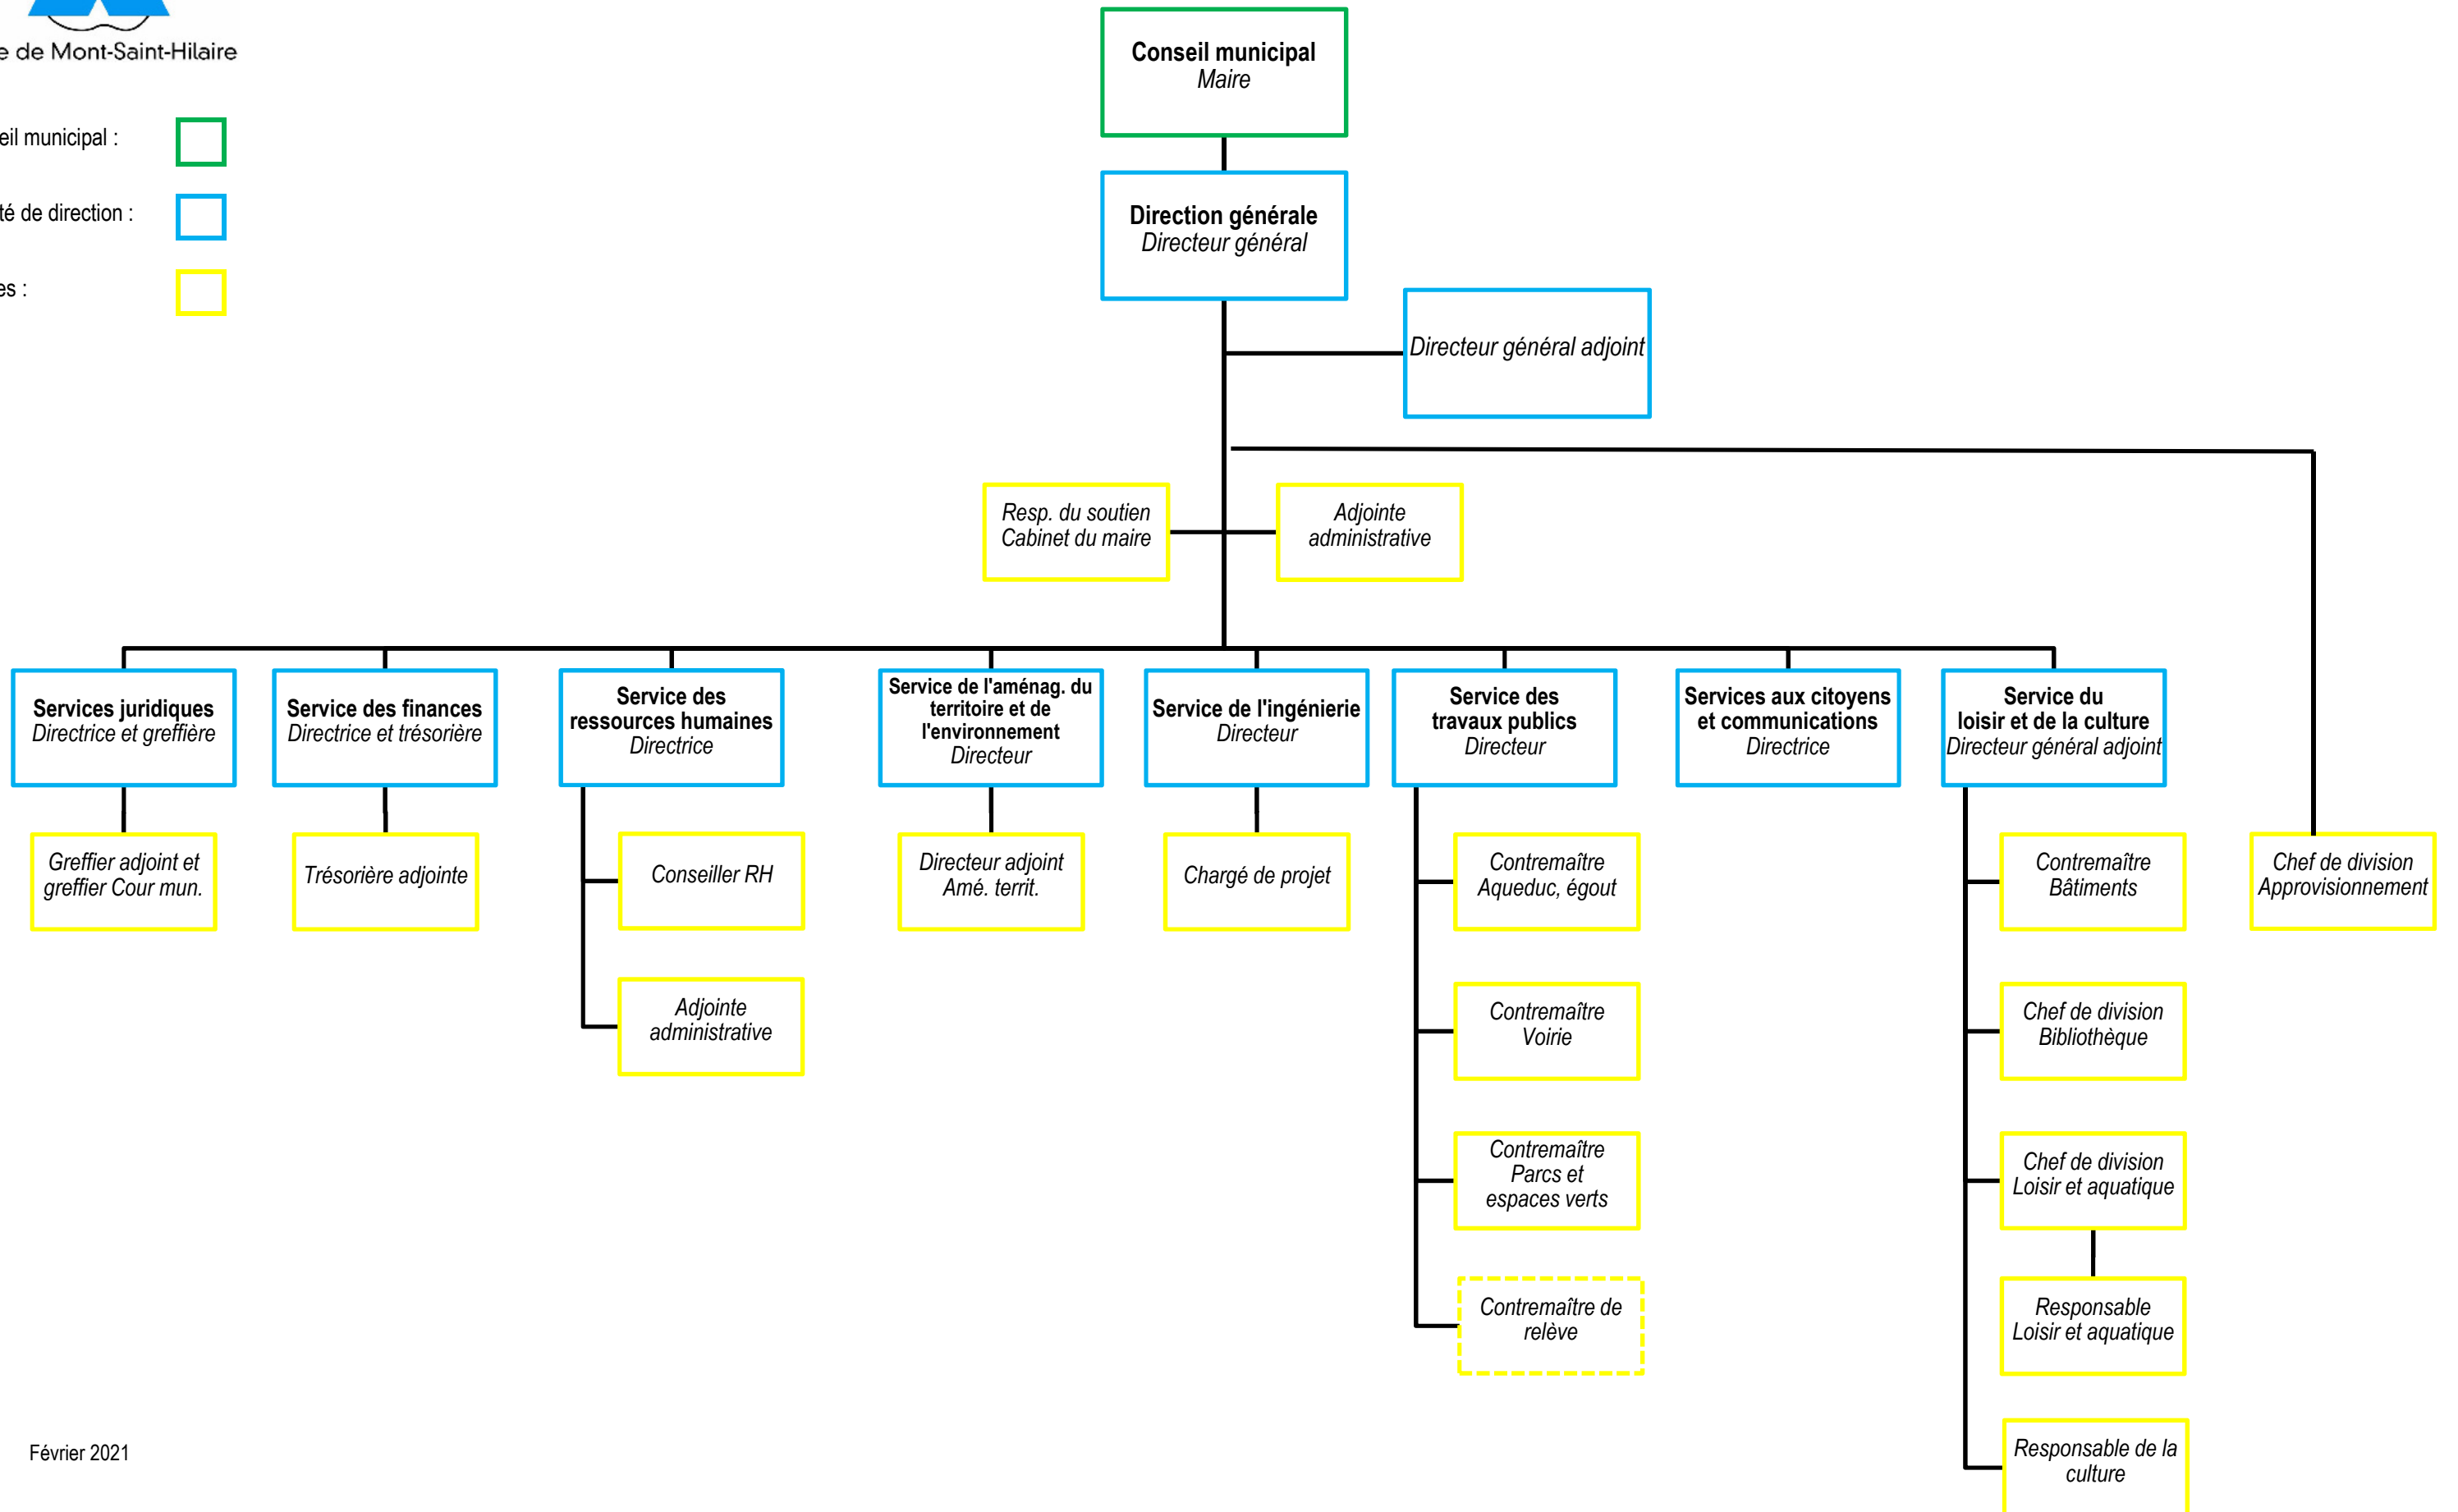 de Mont-Saint-Hilaire
municipal :
de direction :
Conseil municipal
Maire
Direction générale
Directeur général
Directeur général adjoint
Resp. du soutien
Cabinet du maire
Adjointe
administrative
Services juridiques
Directrice et greffière
Service des finances
Directrice et trésorière
Service des
ressources humaines
Directrice
Service de l'aménag. du
territoire et de
l'environnement
Directeur
Service de l'ingénierie
Directeur
Service des
travaux publics
Directeur
Services aux citoyens
et communications
Directrice
Service du
loisir et de la culture
Directeur général adjoint
Greffier adjoint et
greffier Cour mun.
Trésorière adjointe
Conseiller RH
Adjointe
administrative
Directeur adjoint
Amé. territ.
Chargé de projet
Contremaître
Aqueduc, égout
Contremaître
Voirie
Contremaître
Parcs et
espaces verts
Contremaître de
relève
Contremaître
Bâtiments
Chef de division
Bibliothèque
Chef de division
Loisir et aquatique
Responsable
Loisir et aquatique
Responsable de la
culture
Chef de division
Approvisionnement
Février 2021